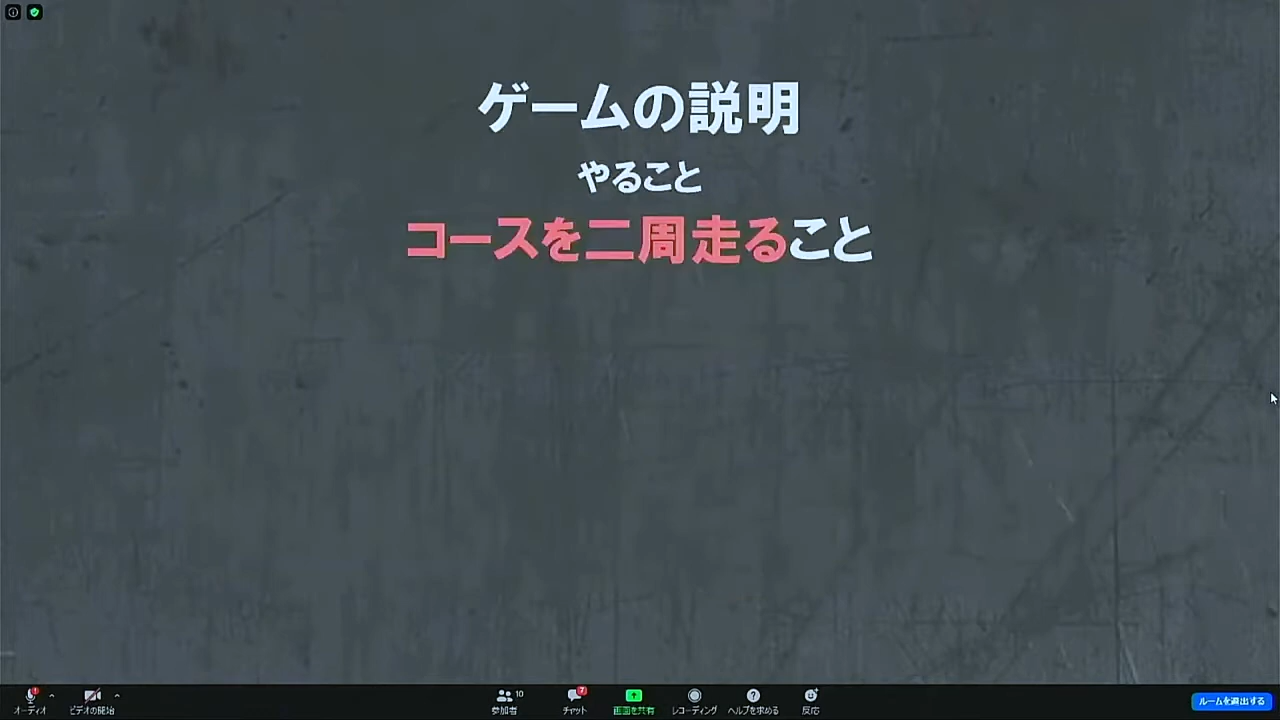 ゲームの説明
やること
コースを二周走ること
オーディオ
ビデオの開始
10
参加者
7
チャット
画面を共有
レコーディング
ヘルプを求める
反応
ルームを退出する